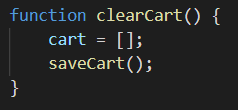 function clearCart() {
    cart = [];
    saveCart();
}